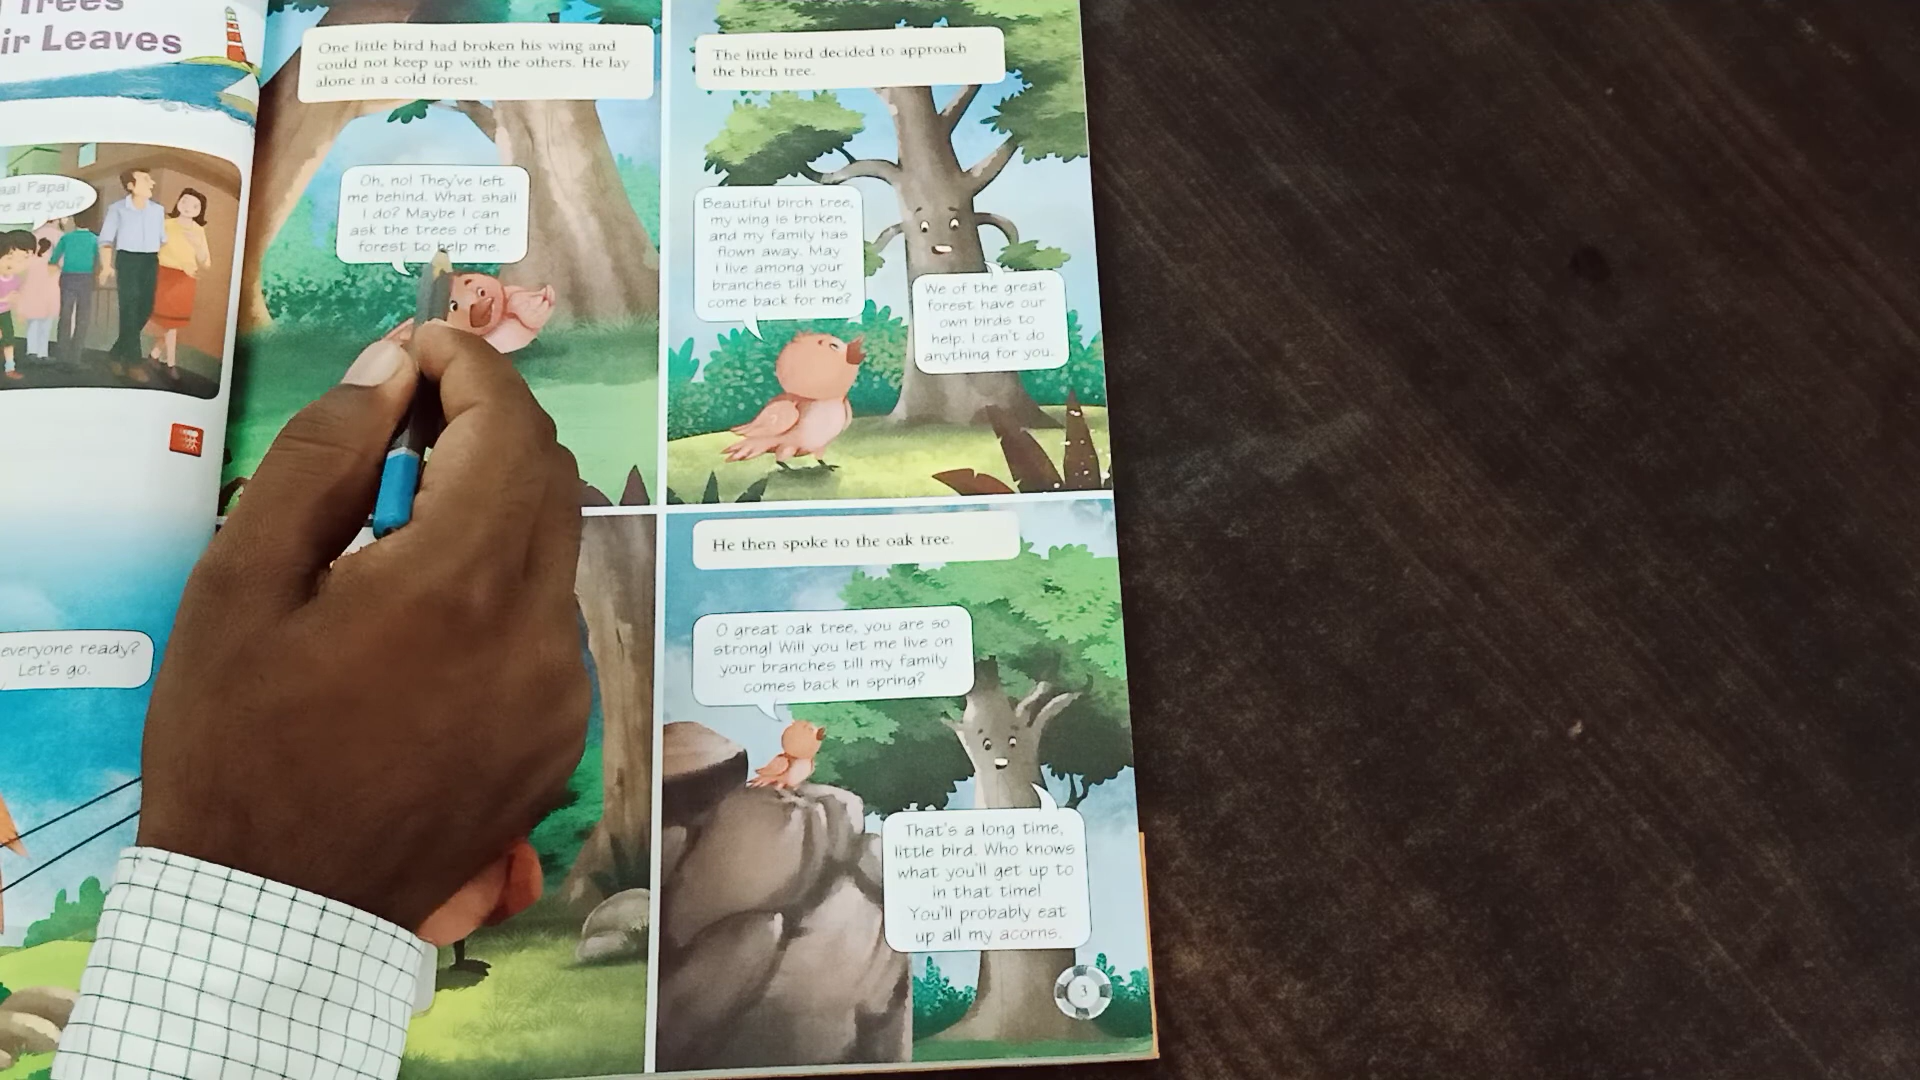 Trees
ir Leaves
Papa!
are you?
everyone ready?
Let's go.
One little bird had broken his wing and
could not keep up with the others. He lay
alone in a cold forest.
Oh, no! They've left
me behind. What shall
I do? Maybe I can
ask the trees of the
forest to help me.
The little bird decided to approach
the birch tree.
Beautiful birch tree,
my wing is broken,
and my family has
flown away. May
I live among your
branches till they
come back for me?
We of the great
forest have our
own birds to
help. I can't do
anything for you.
He then spoke to the oak tree.
O great oak tree, you are so
strong! Will you let me live on
your branches till my family
comes back in spring?
That's a long time,
little bird. Who knows
what you'll get up to
in that time!
You'll probably eat
up all my acorns.
3